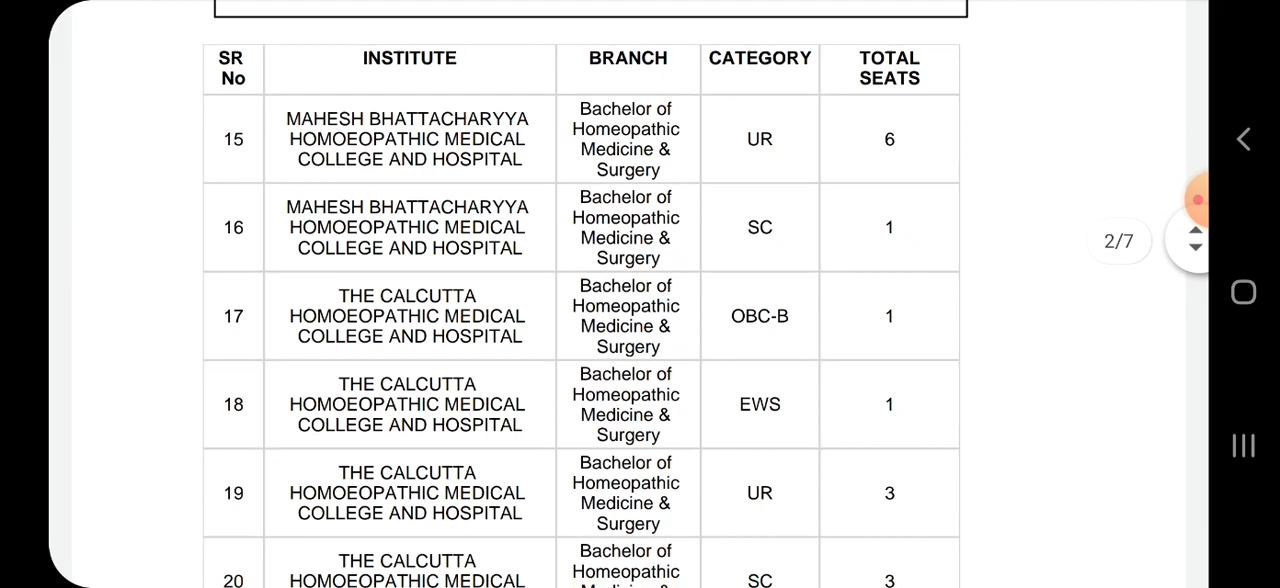 SR No INSTITUTE BRANCH CATEGORY TOTAL SEATS
15 MAHESH BHATTACHARYYA HOMOEOPATHIC MEDICAL COLLEGE AND HOSPITAL Bachelor of Homeopathic Medicine & Surgery UR 6
16 MAHESH BHATTACHARYYA HOMOEOPATHIC MEDICAL COLLEGE AND HOSPITAL Bachelor of Homeopathic Medicine & Surgery SC 1
17 THE CALCUTTA HOMOEOPATHIC MEDICAL COLLEGE AND HOSPITAL Bachelor of Homeopathic Medicine & Surgery OBC-B 1
18 THE CALCUTTA HOMOEOPATHIC MEDICAL COLLEGE AND HOSPITAL Bachelor of Homeopathic Medicine & Surgery EWS 1
19 THE CALCUTTA HOMOEOPATHIC MEDICAL COLLEGE AND HOSPITAL Bachelor of Homeopathic Medicine & Surgery UR 3
20 THE CALCUTTA HOMOEOPATHIC MEDICAL Bachelor of Homeopathic SC 3
2/7